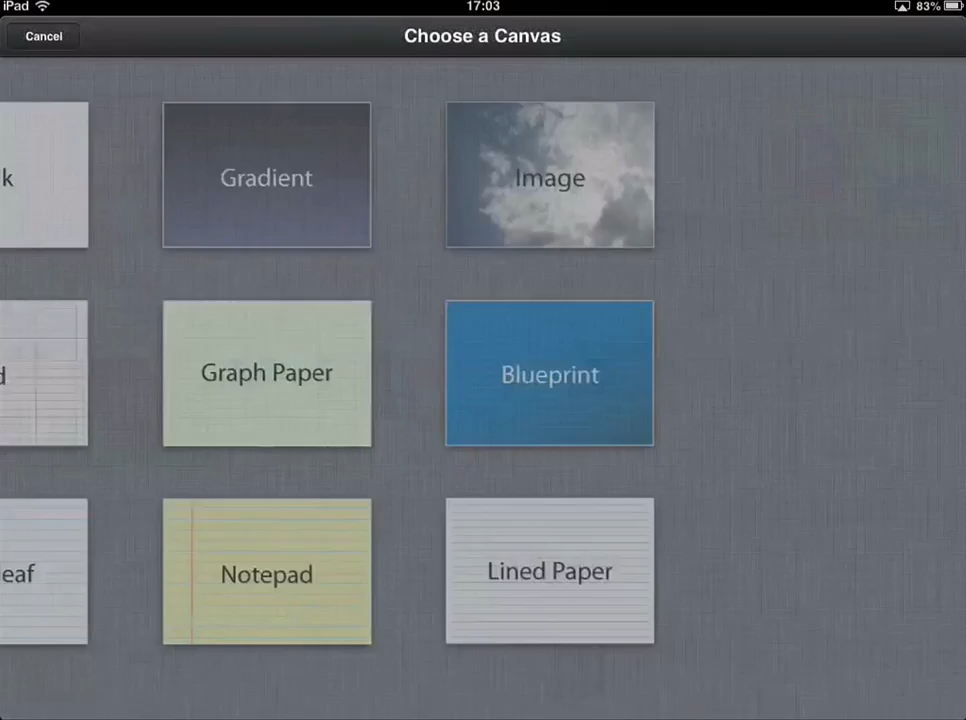 iPad 17:03 83%
Cancel Choose a Canvas
k Gradient Image
d Graph Paper Blueprint
eaf Notepad Lined Paper